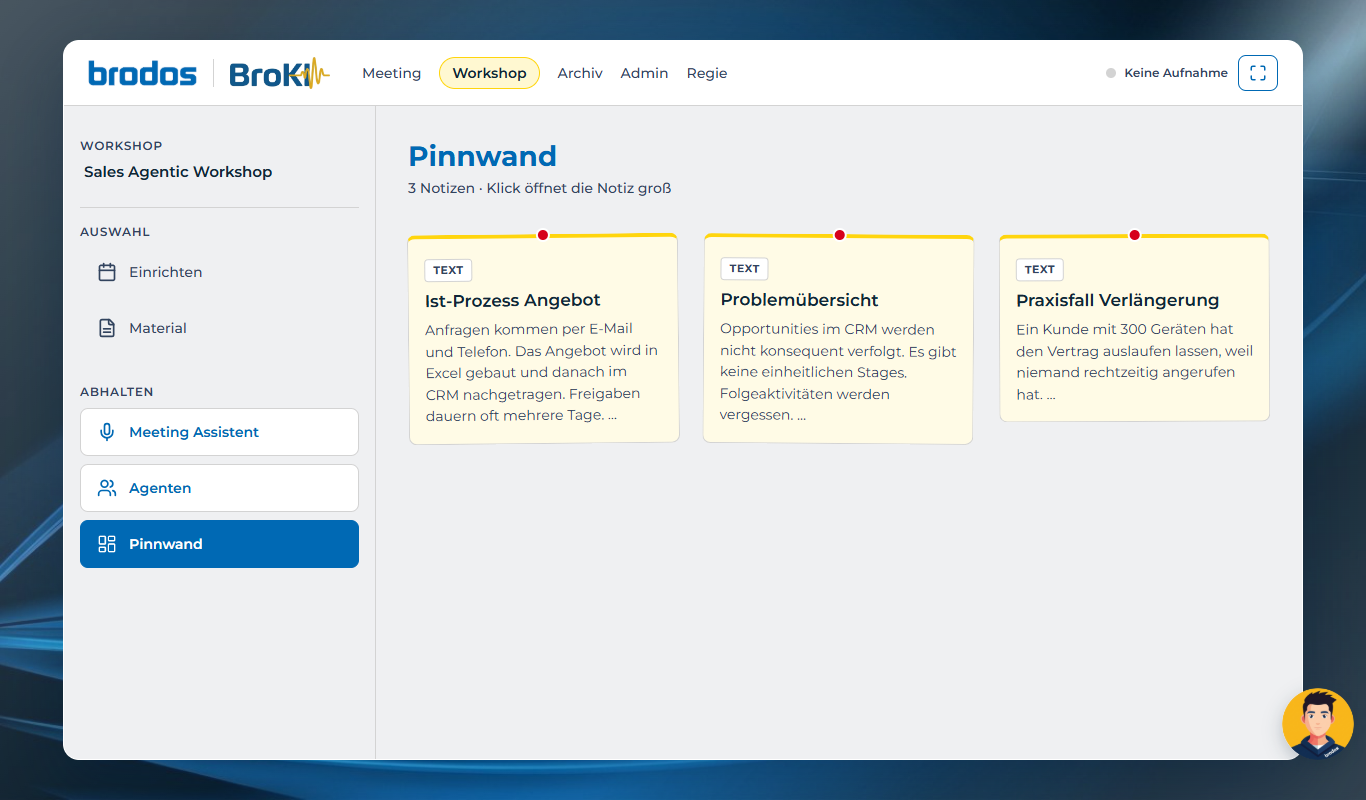 brodos
BroKI
Meeting
Workshop
Archiv
Admin
Regie
Keine Aufnahme
WORKSHOP
Sales Agentic Workshop
AUSWAHL
Einrichten
Material
ABHALTEN
Meeting Assistent
Agenten
Pinnwand
Pinnwand
3 Notizen · Klick öffnet die Notiz groß
TEXT
Ist-Prozess Angebot
Anfragen kommen per E-Mail
und Telefon. Das Angebot wird in
Excel gebaut und danach im
CRM nachgetragen. Freigaben
dauern oft mehrere Tage. ...
TEXT
Problemübersicht
Opportunities im CRM werden
nicht konsequent verfolgt. Es gibt
keine einheitlichen Stages.
Folgeaktivitäten werden
vergessen. ...
TEXT
Praxisfall Verlängerung
Ein Kunde mit 300 Geräten hat
den Vertrag auslaufen lassen, weil
niemand rechtzeitig angerufen
hat. ...
brodos